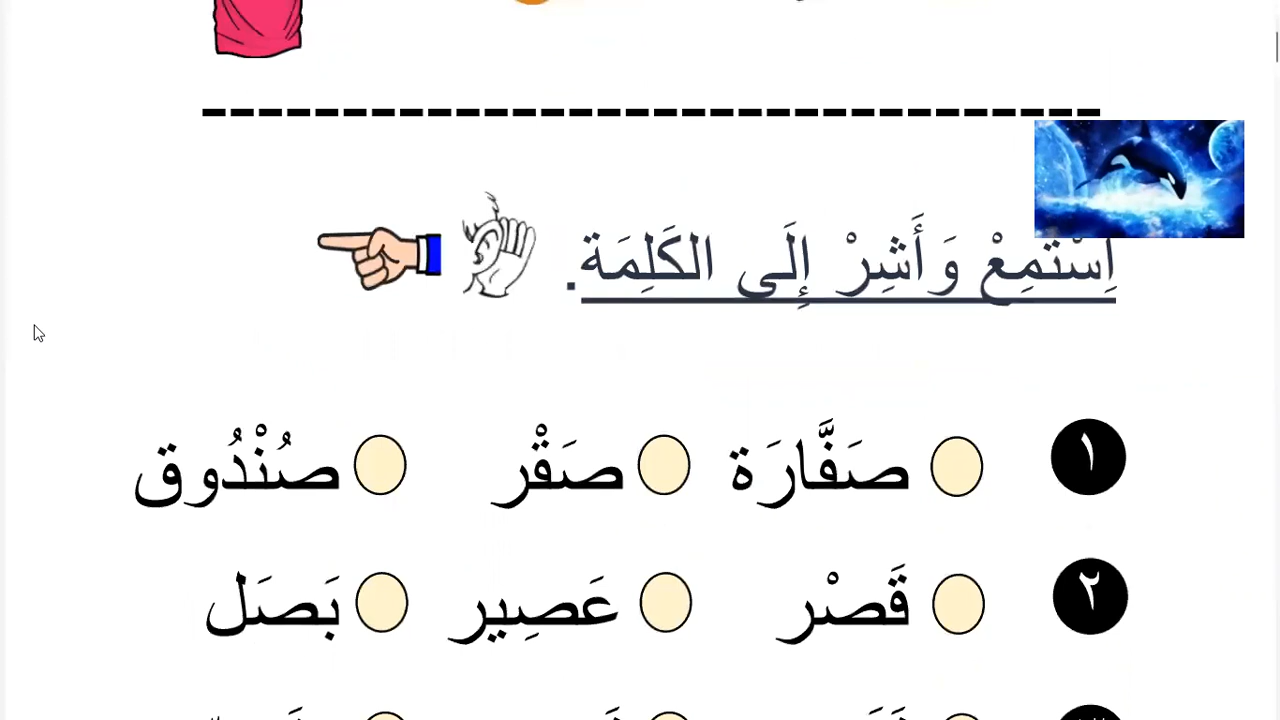 اِسْتَمِعْ وَ أَشِرْ إِلَى الكَلِمَة.
١ صَفَّارَة صَقْر صُنْدُوق
٢ قَصْر عَصِير بَصَل